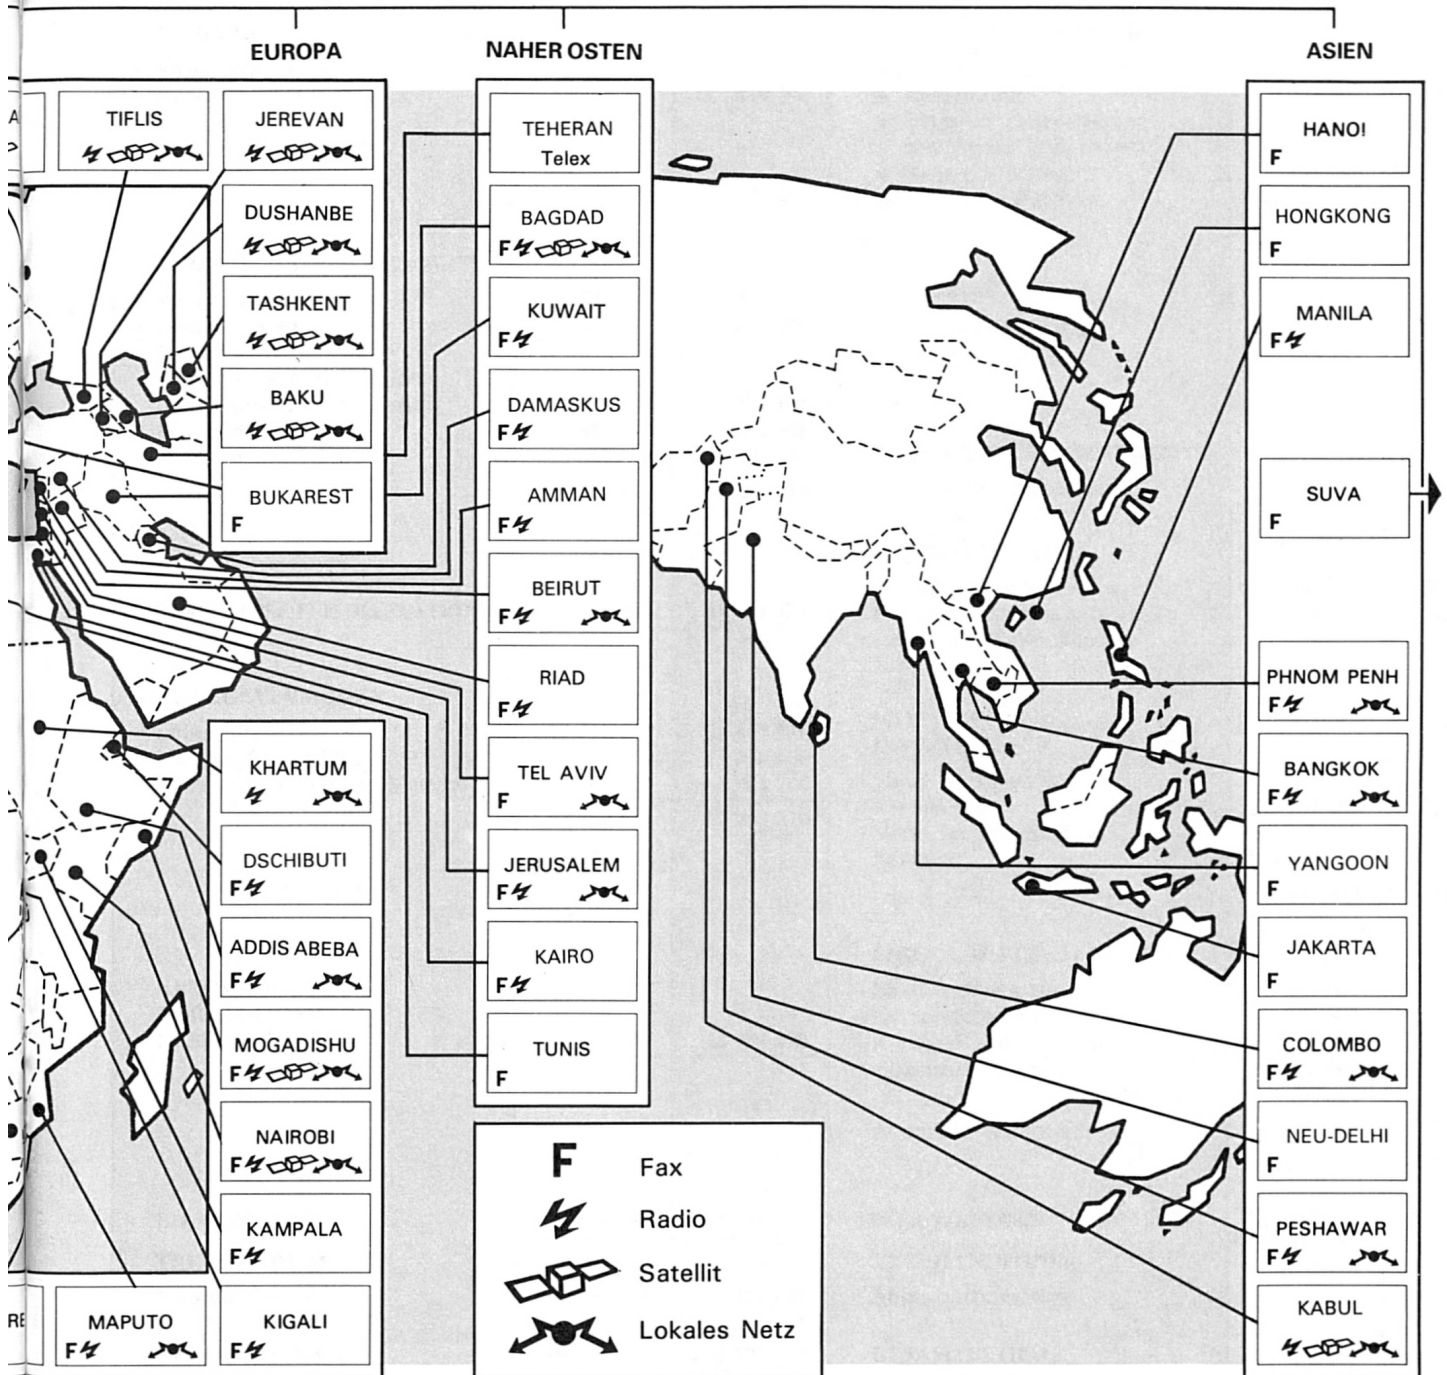 EUROPA
NAHER OSTEN
ASIEN
A
TIFLIS
JEREVAN
DUSHANBE
TASHKENT
BAKU
BUKAREST
F
KHARTUM
DSCHIBUTI
F
ADDIS ABEBA
F
MOGADISHU
F
NAIROBI
F
KAMPALA
F
RE
MAPUTO
F
KIGALI
F
TEHERAN
Telex
BAGDAD
F
KUWAIT
F
DAMASKUS
F
AMMAN
F
BEIRUT
F
RIAD
F
TEL AVIV
F
JERUSALEM
F
KAIRO
F
TUNIS
F
F Fax
Radio
Satellit
Lokales Netz
HANOI
F
HONGKONG
F
MANILA
F
SUVA
F
PHNOM PENH
F
BANGKOK
F
YANGOON
F
JAKARTA
F
COLOMBO
F
NEU-DELHI
F
PESHAWAR
F
KABUL